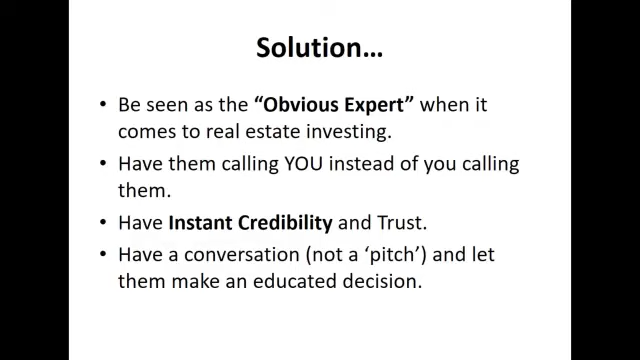 Solution…
• Be seen as the “Obvious Expert” when it
comes to real estate investing.
• Have them calling YOU instead of you calling
them.
• Have Instant Credibility and Trust.
• Have a conversation (not a ‘pitch’) and let
them make an educated decision.